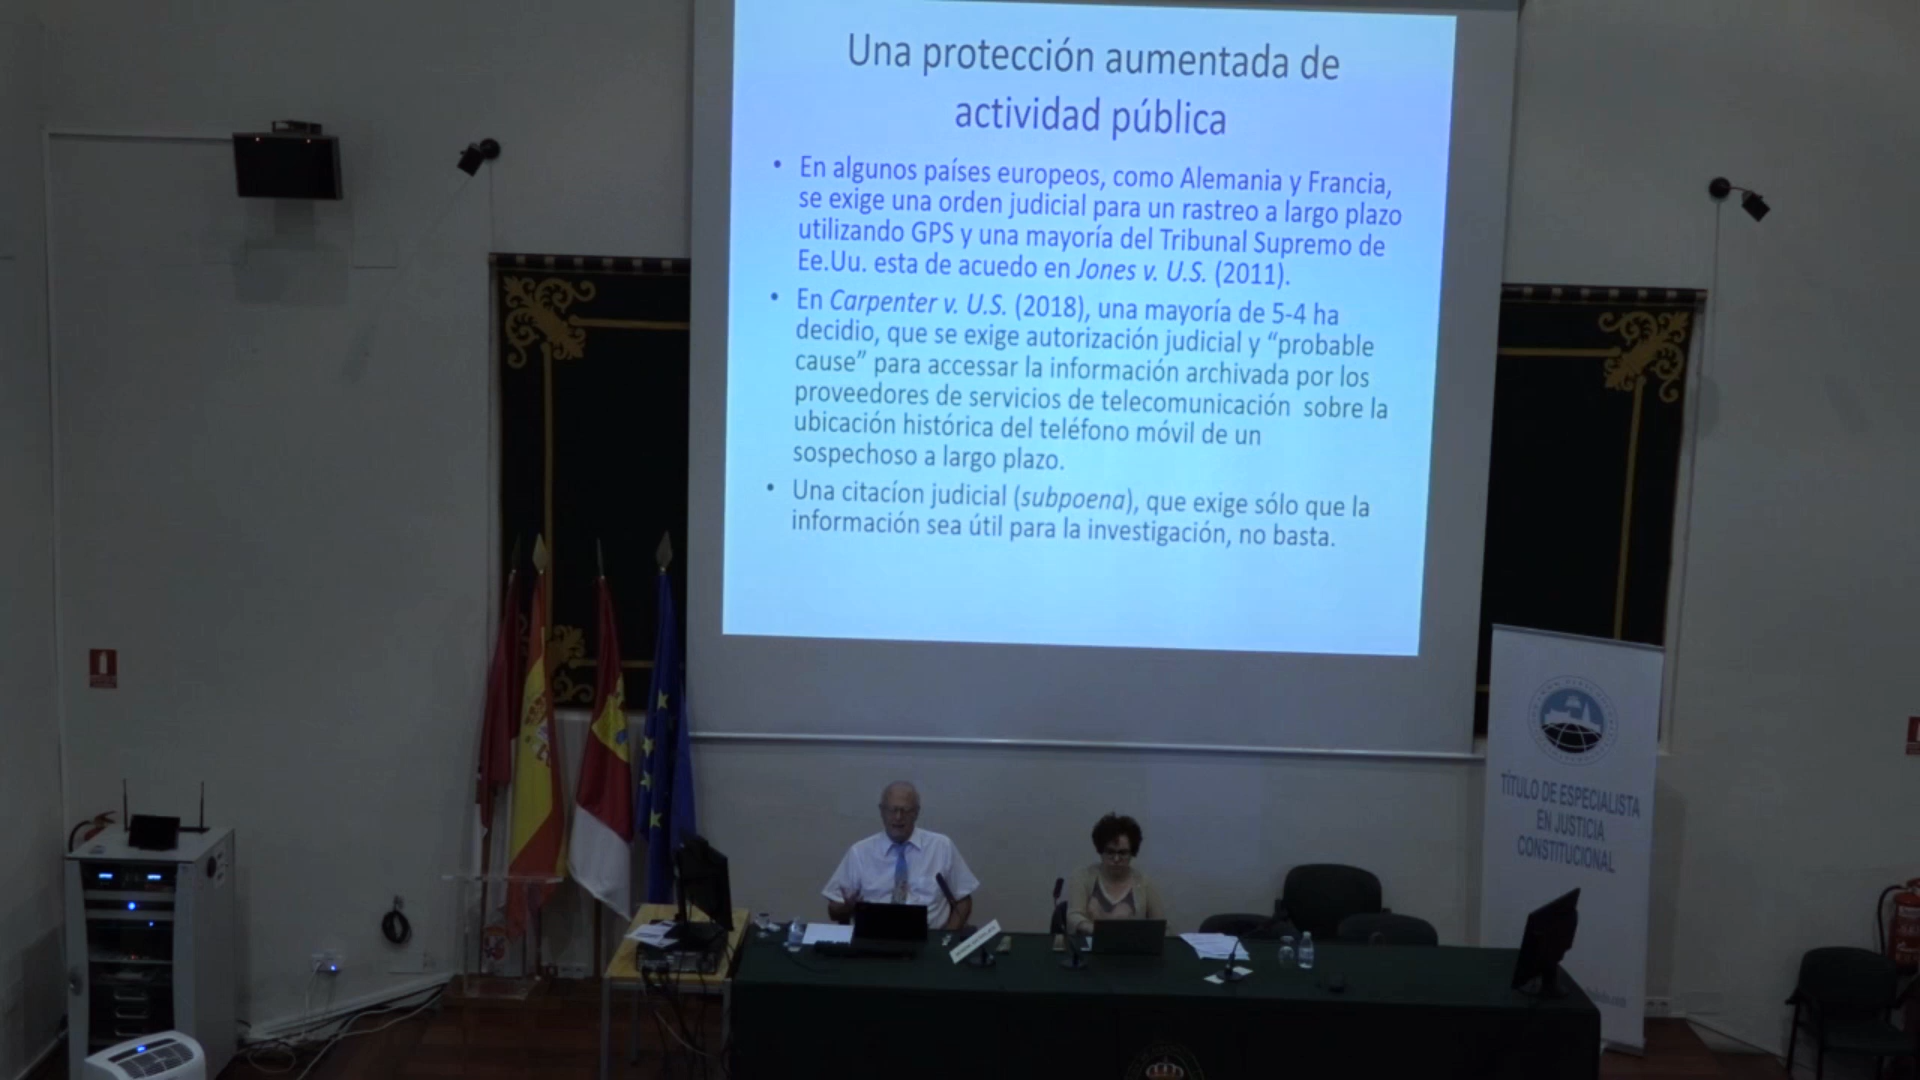 Una protección aumentada de
actividad pública
• En algunos países europeos, como Alemania y Francia,
se exige una orden judicial para un rastreo a largo plazo
utilizando GPS y una mayoría del Tribunal Supremo de
Ee.Uu. esta de acuerdo en Jones v. U.S. (2011).
• En Carpenter v. U.S. (2018), una mayoría de 5-4 ha
decidio, que se exige autorización judicial y “probable
cause” para accessar la información archivada por los
proveedores de servicios de telecomunicación sobre la
ubicación histórica del teléfono móvil de un
sospechoso a largo plazo.
• Una citacíon judicial (subpoena), que exige sólo que la
información sea útil para la investigación, no basta.
TÍTULO DE ESPECIALISTA
EN JUSTICIA
CONSTITUCIONAL